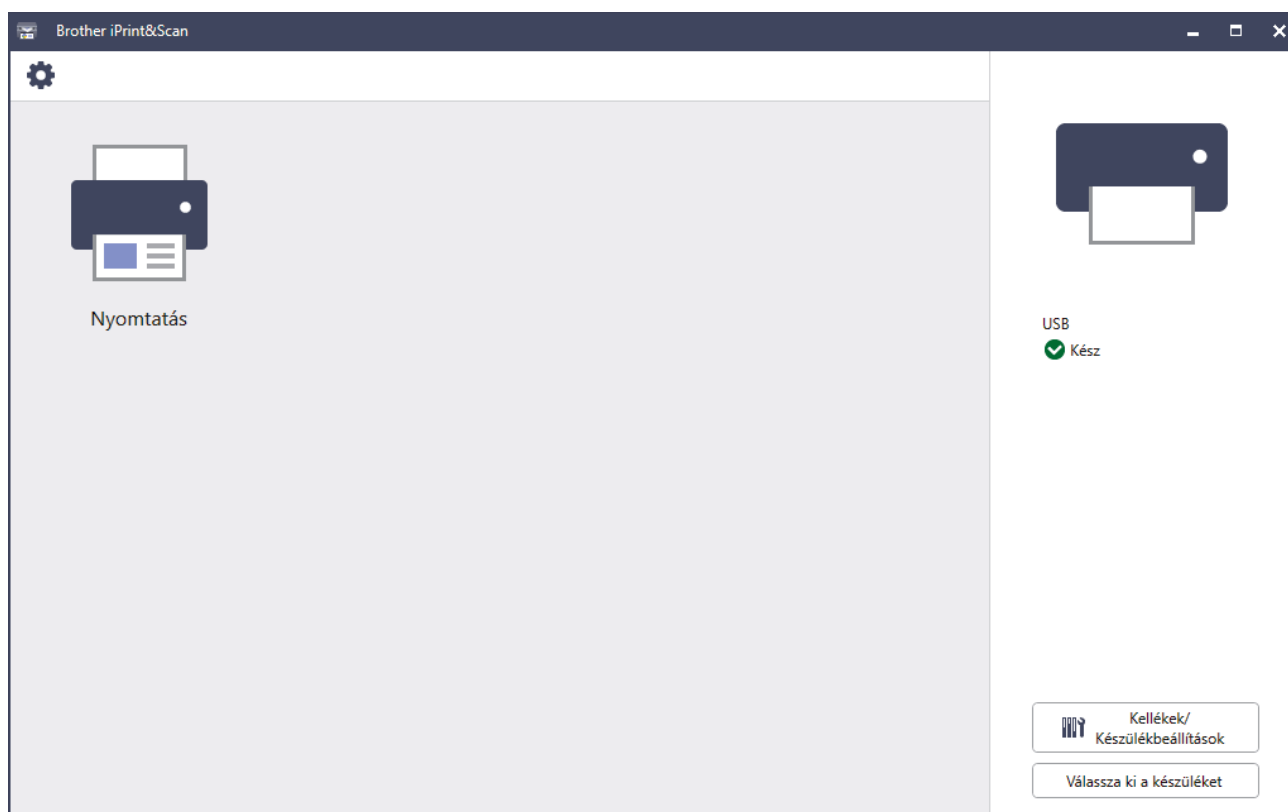 Brother iPrint&Scan
Nyomtatás
USB
Kész
Kellékek/
Készülékbeállítások
Válassza ki a készüléket